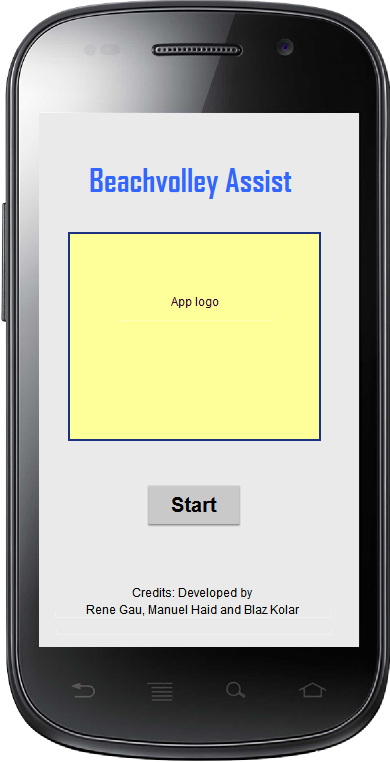 Beachvolley Assist
App logo
Start
Credits: Developed by
Rene Gau, Manuel Haid and Blaz Kolar